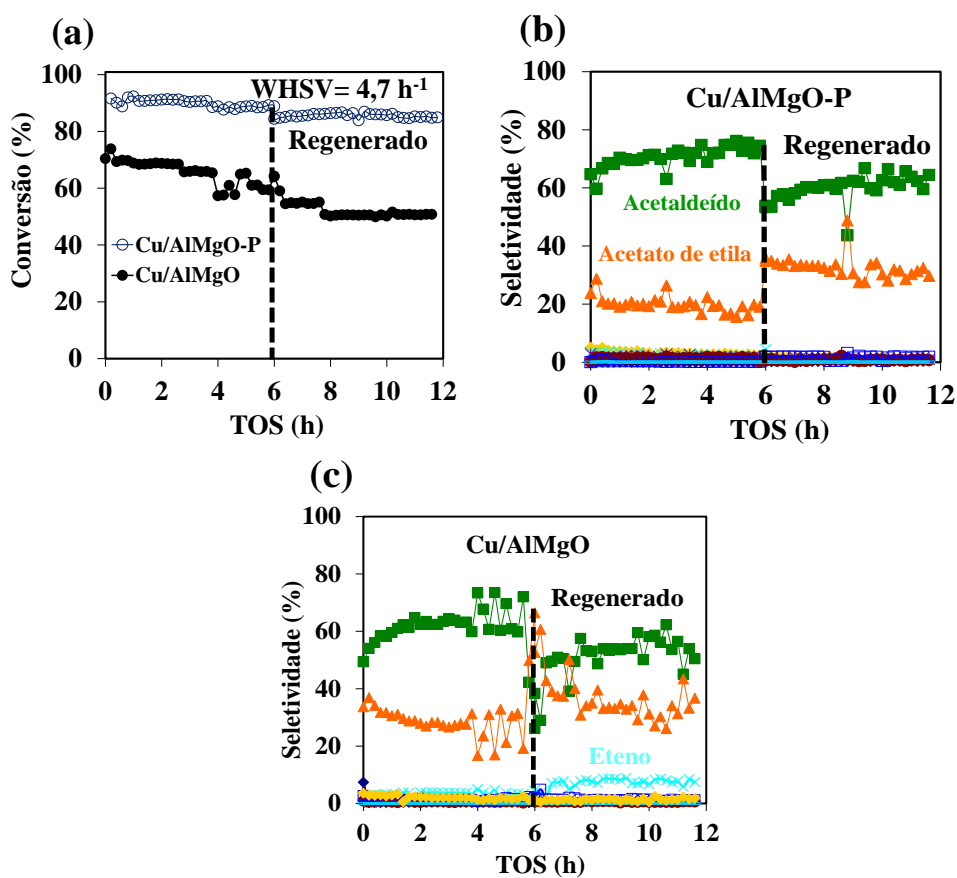 (a)
100
80
60
40
20
0
Conversão (%)
WHSV= 4,7 h-1
Regenerado
Cu/AlMgO-P
Cu/AlMgO
0 2 4 6 8 10 12
TOS (h)
(b)
100
80
60
40
20
0
Seletividade (%)
Cu/AlMgO-P
Regenerado
Acetaldeído
Acetato de etila
0 2 4 6 8 10 12
TOS (h)
(c)
100
80
60
40
20
0
Seletividade (%)
Cu/AlMgO
Regenerado
Eteno
0 2 4 6 8 10 12
TOS (h)